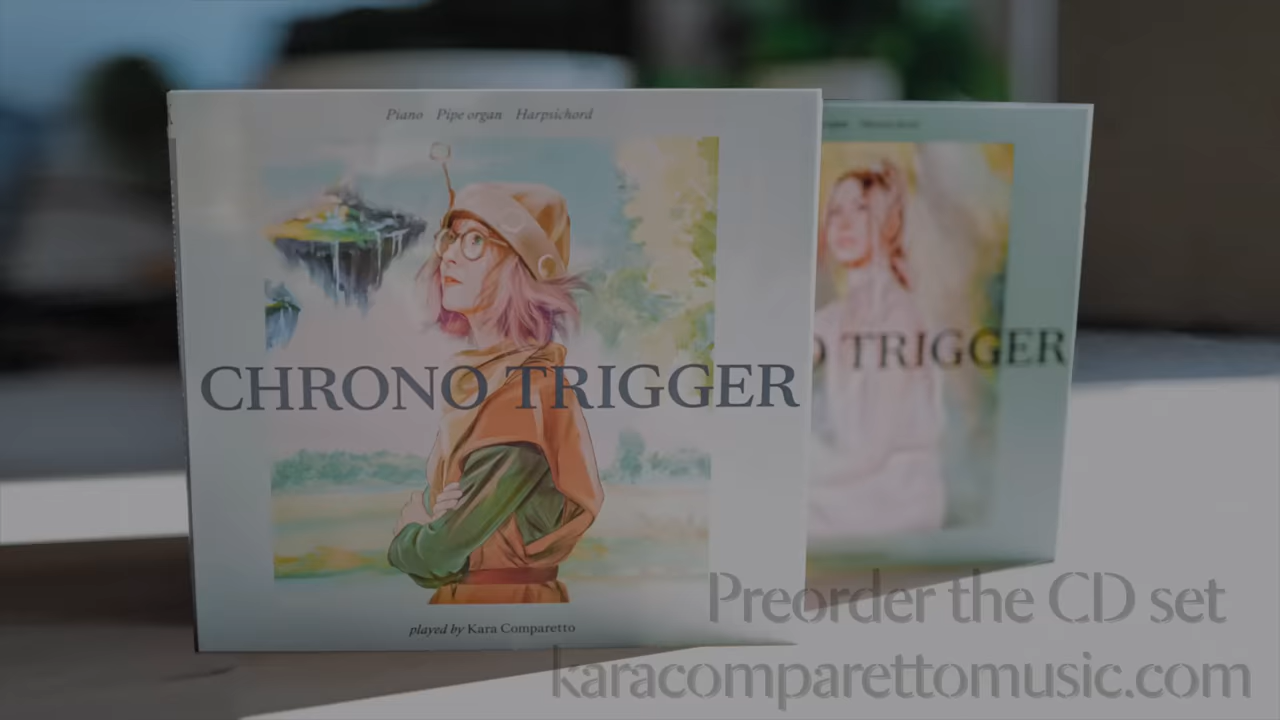 Piano Pipe organ Harpsichord
CHRONO TRIGGER
played by Kara Comparetto
TRIGGER
Preorder the CD set
karacomparettomusic.com